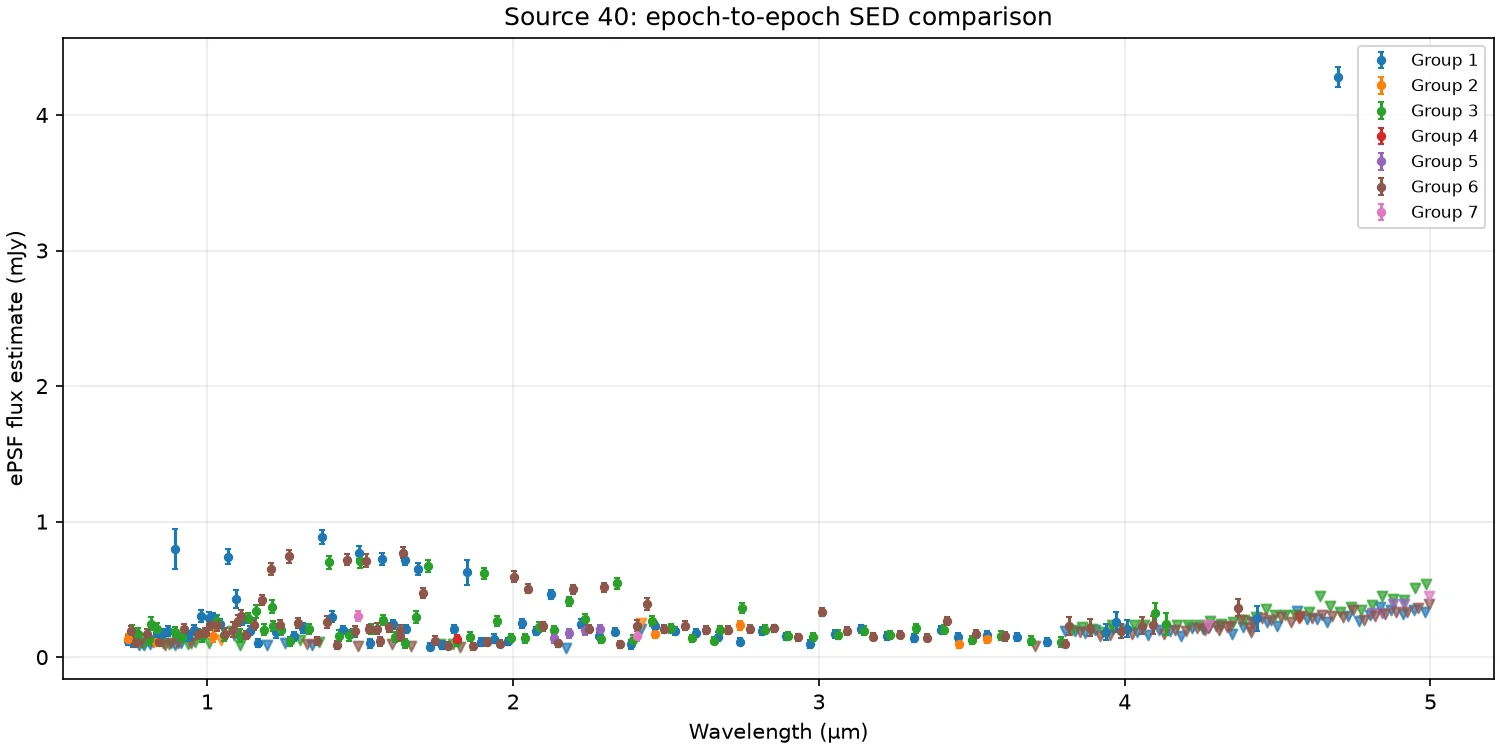 Source 40: epoch-to-epoch SED comparison
ePSF flux estimate (mJy)
4
3
2
1
0
Group 1
Group 2
Group 3
Group 4
Group 5
Group 6
Group 7
1 2 3 4 5
Wavelength (μm)